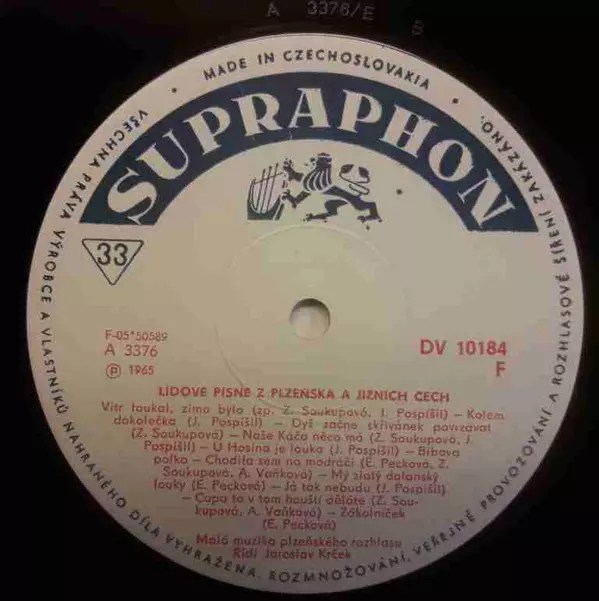 A 3376/E S
• MADE IN CZECHOSLOVAKIA •
SUPRAPHON
33
F-05*50589
A 3376
Ⓟ 1965
DV 10184
F
LIDOVÉ PÍSNĚ Z PLZEŇSKA A JIŽNÍCH ČECH
Vítr foukal, zima byla (zp. Z. Soukupová, J. Pospíšil) — Kolem
dokolečka (J. Pospíšil) — Dyž začne skřivánek povrzávat
(Z. Soukupová) — Naše Káča něco má (Z. Soukupová, J.
Pospíšil) — U Hosína je louka (J. Pospíšil) — Bibava
polka — Chodila sem na modráčí (E. Pecková, Z.
Soukupová, A. Vaňková) — Mý zlatý dolanský
louky (E. Pecková) — Já tak nebudu (J. Pospíšil)
— Copa to v tom houští děláte (Z. Sou-
kupová, A. Vaňková) — Zákolníček
(E. Pecková)
Malá muzika plzeňského rozhlasu
Řídí Jaroslav Krček
VŠECHNA PRÁVA VÝROBCE A VLASTNÍKŮ NAHRANÉHO DÍLA VYHRAŽENA. ROZMNOŽOVÁNÍ, VEŘEJNÉ PROVOZOVÁNÍ A ROZHLASOVÉ ŠÍŘENÍ ZAKÁZÁNO.